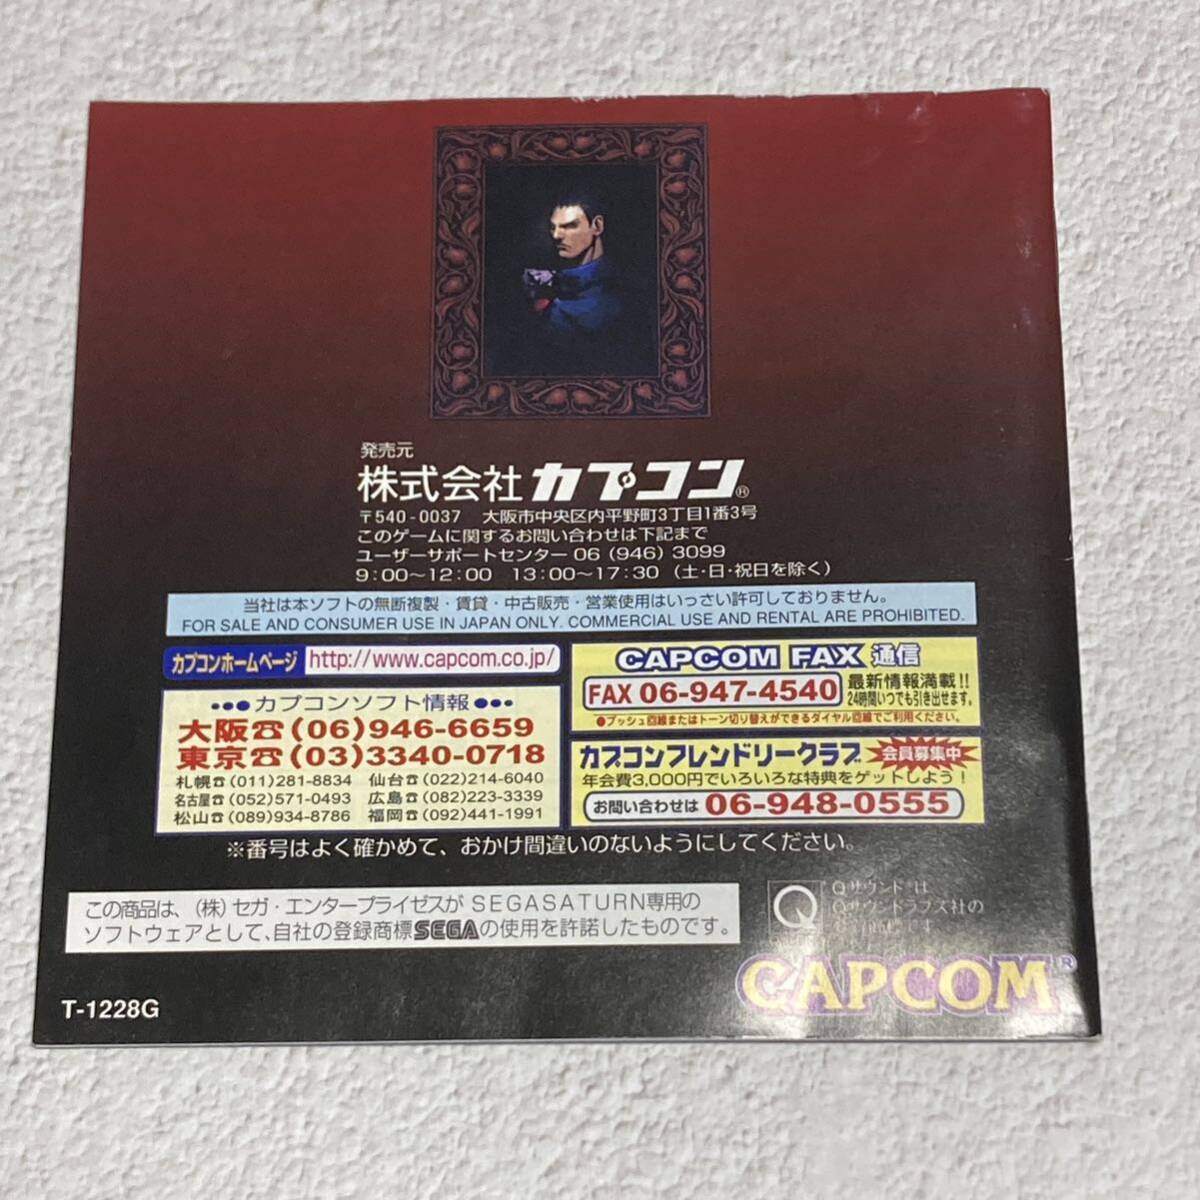 発売元
株式会社 カプコン®
〒540-0037 大阪市中央区内平野町3丁目1番3号
このゲームに関するお問い合わせは下記まで
ユーザーサポートセンター 06 (946) 3099
9:00～12:00 13:00～17:30 (土・日・祝日を除く)
当社は本ソフトの無断複製・賃貸・中古販売・営業使用はいっさい許可しておりません。
FOR SALE AND CONSUMER USE IN JAPAN ONLY. COMMERCIAL USE AND RENTAL ARE PROHIBITED.
カプコンホームページ http://www.capcom.co.jp/
●●●カプコンソフト情報●●●
大阪☎(06)946-6659
東京☎(03)3340-0718
札幌☎(011)281-8834 仙台☎(022)214-6040
名古屋☎(052)571-0493 広島☎(082)223-3339
松山☎(089)934-8786 福岡☎(092)441-1991
CAPCOM FAX 通信
FAX 06-947-4540 最新情報満載!!
24時間いつでも引き出せます。
●プッシュ回線またはトーン切り替えができるダイヤル回線でご利用ください。
カプコンフレンドリークラブ 会員募集中
年会費3,000円でいろいろな特典をゲットしよう!
お問い合わせは 06-948-0555
※番号はよく確かめて、おかけ間違いのないようにしてください。
この商品は、(株)セガ・エンタープライゼスがSEGASATURN専用の
ソフトウェアとして、自社の登録商標SEGAの使用を許諾したものです。
Q
Qサウンドは
Qサウンドラブズ社の
CAPCOM®
T-1228G